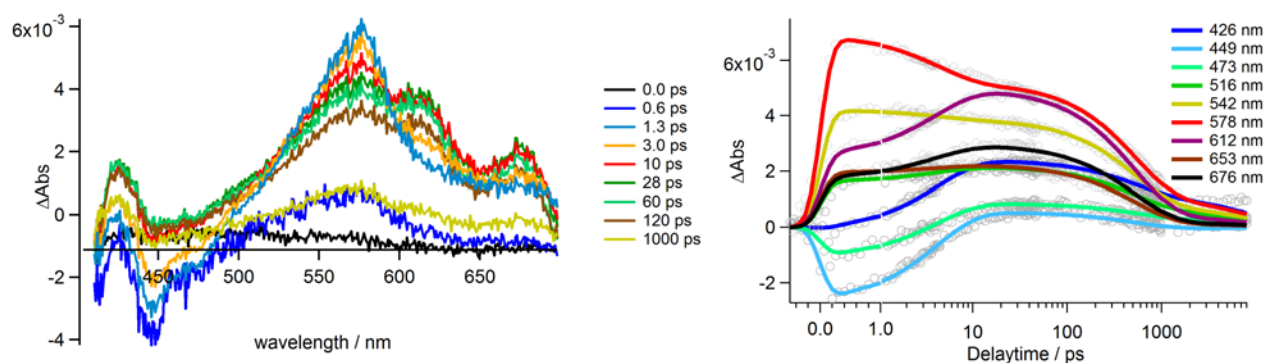 6x10⁻³
4
2
0
-2
-4
ΔAbs
450
500
550
600
650
wavelength / nm
0.0 ps
0.6 ps
1.3 ps
3.0 ps
10 ps
28 ps
60 ps
120 ps
1000 ps
6x10⁻³
4
2
0
-2
ΔAbs
0.0
1.0
10
100
1000
Delaytime / ps
426 nm
449 nm
473 nm
516 nm
542 nm
578 nm
612 nm
653 nm
676 nm